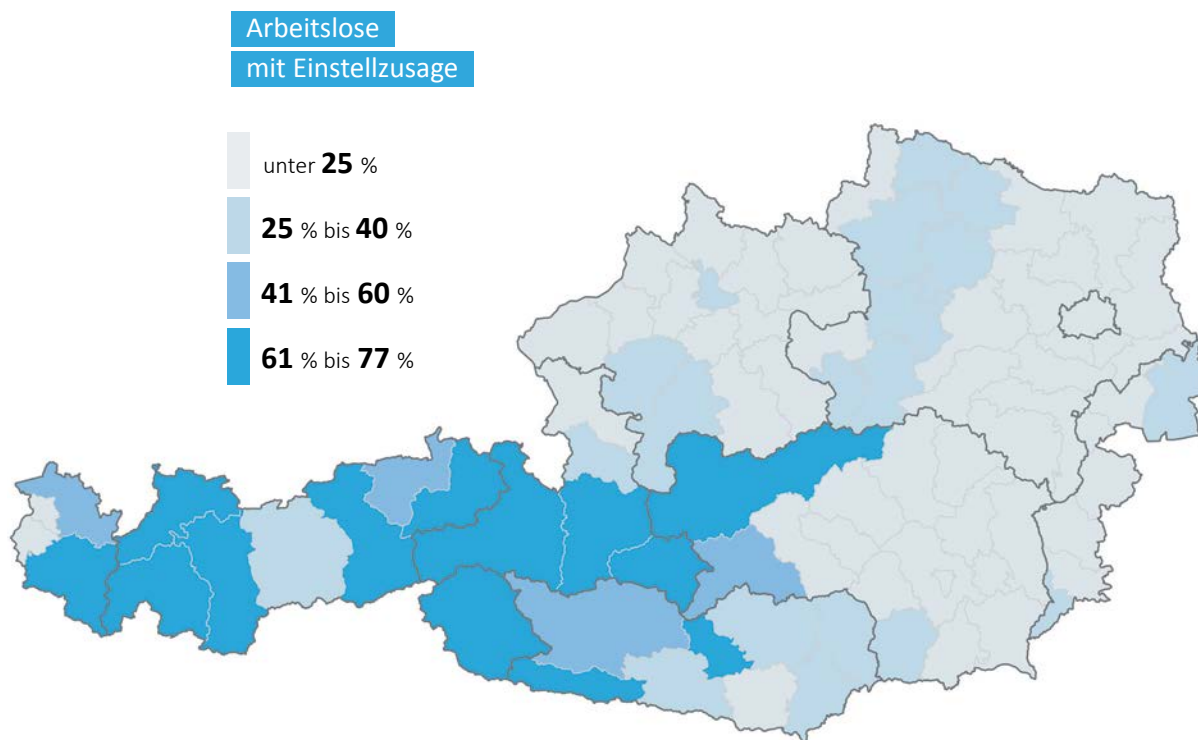 Arbeitslose
mit Einstellzusage
unter 25 %
25 % bis 40 %
41 % bis 60 %
61 % bis 77 %